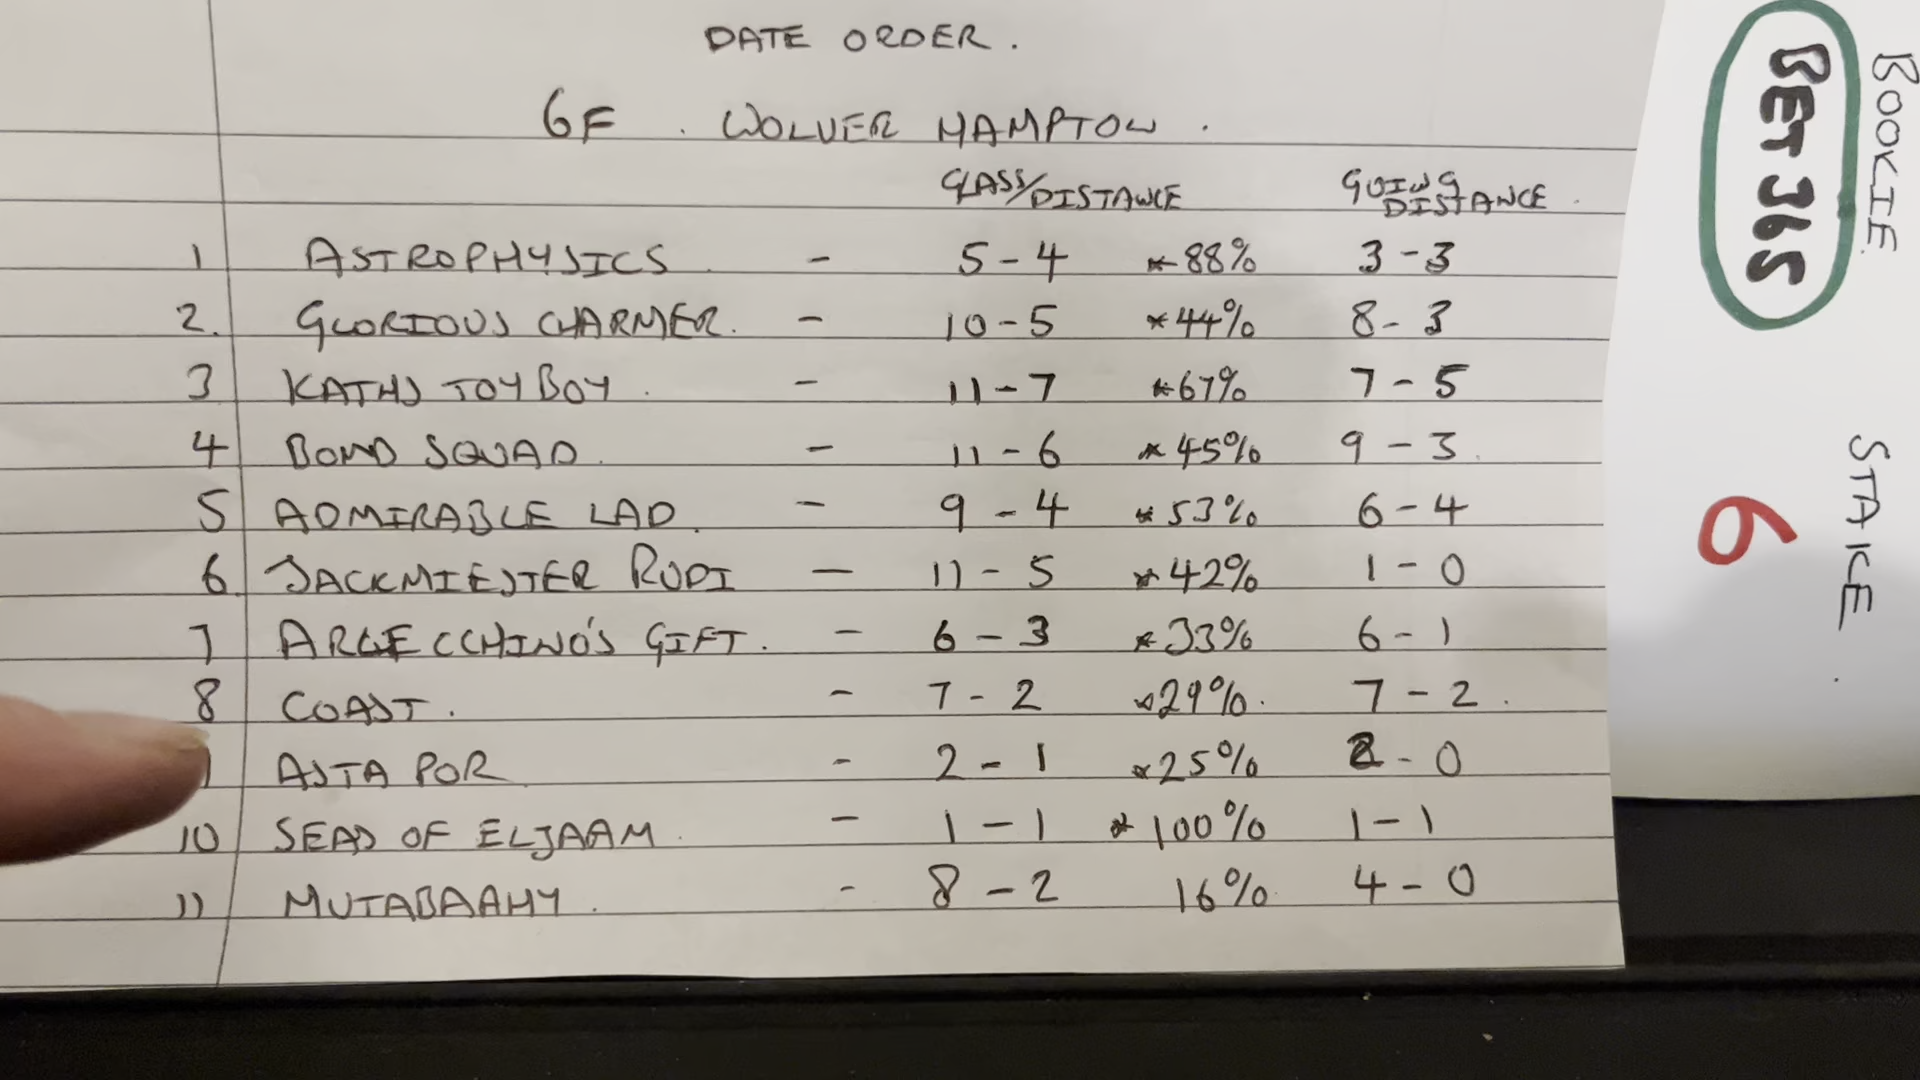 DATE ORDER.
6F . WOLVER HAMPTON.
CLASS/DISTANCE GOING DISTANCE.
1 ASTROPHYSICS. - 5-4 *88% 3-3
2. GLORIOUS CHARMER. - 10-5 *44% 8-3
3 KATHS TOYBOY. - 11-7 *67% 7-5
4 BOND SQUAD. - 11-6 *45% 9-3.
5 ADMIRABLE LAD. - 9-4 *53% 6-4
6. JACKMIESTER RUDI - 11-5 *42% 1-0
7 ARLECCHINO'S GIFT. - 6-3 *33% 6-1
8 COAST. - 7-2 *29%. 7-2.
ASTAPOR - 2-1 *25% 2-0
10 SEAS OF ELJAAM. - 1-1 *100% 1-1
11 MUTABAAHY. - 8-2 16% 4-0
BOOKIE.
BET 365
STAKE.
6